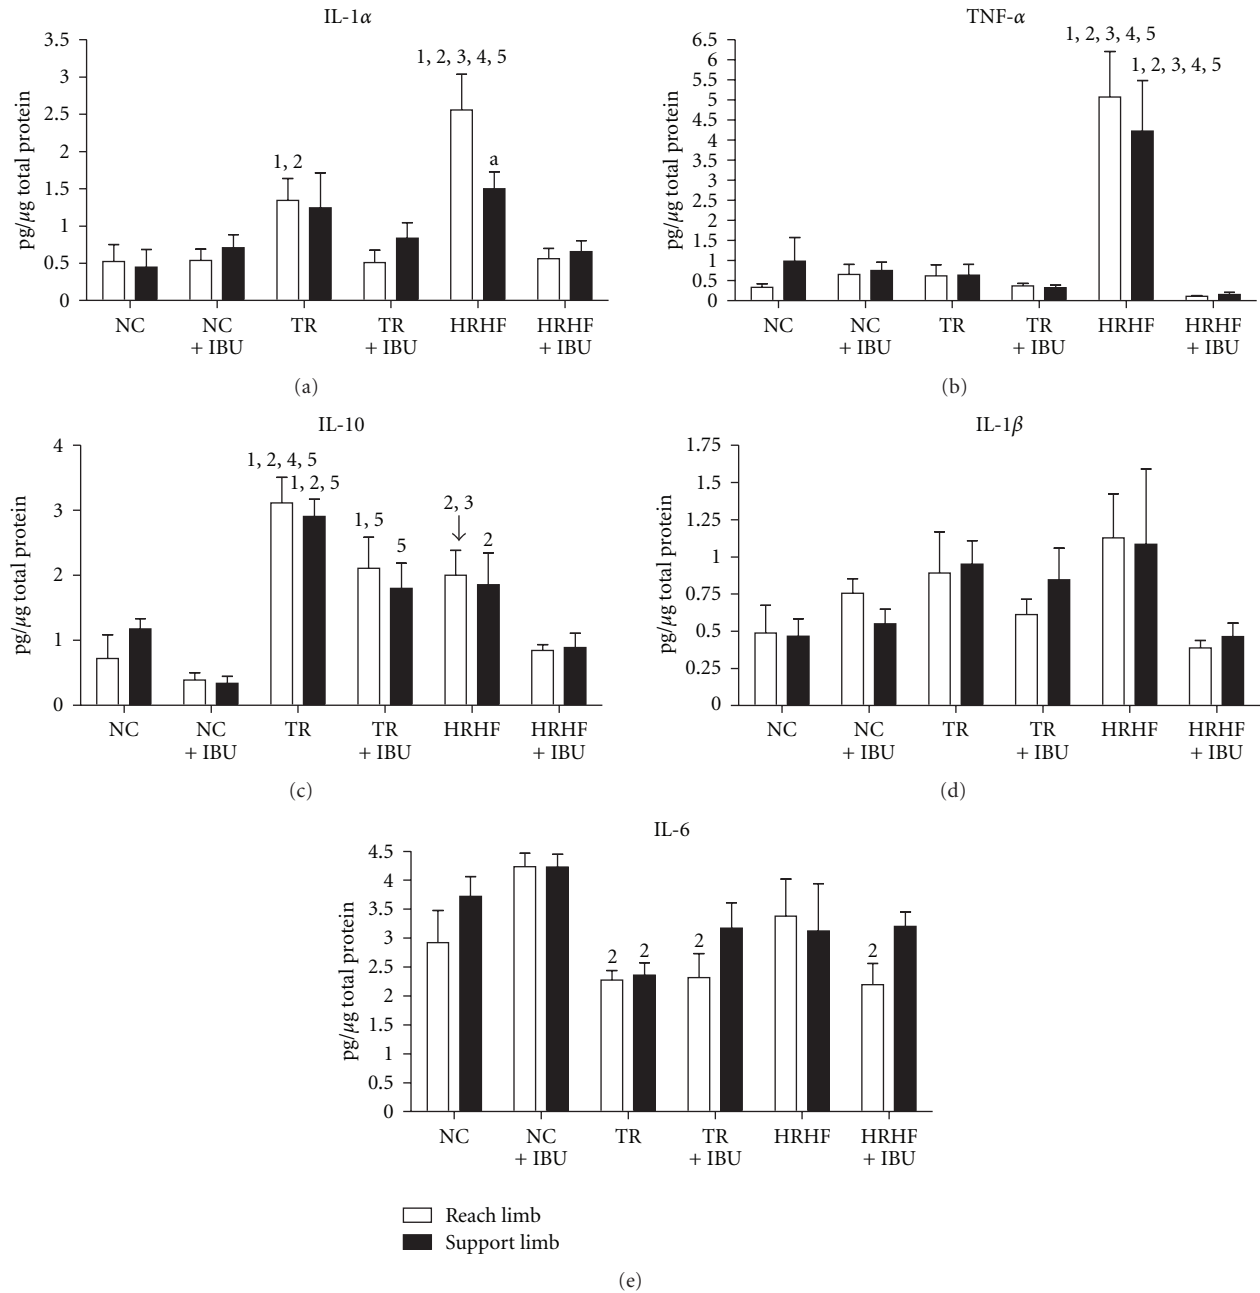 IL-1α
pg/μg total protein
3.5
3
2.5
2
1.5
1
0.5
0
1, 2
1, 2, 3, 4, 5
a
NC NC TR TR HRHF HRHF
+ IBU + IBU + IBU
(a)
TNF-α
pg/μg total protein
6.5
6
5.5
5
4.5
4
3.5
3
2.5
2
1.5
1
0.5
0
1, 2, 3, 4, 5
1, 2, 3, 4, 5
NC NC TR TR HRHF HRHF
+ IBU + IBU + IBU
(b)
IL-10
pg/μg total protein
4
3
2
1
0
1, 2, 4, 5
1, 2, 5
1, 5
5
2, 3
2
NC NC TR TR HRHF HRHF
+ IBU + IBU + IBU
(c)
IL-1β
pg/μg total protein
1.75
1.5
1.25
1
0.75
0.5
0.25
0
NC NC TR TR HRHF HRHF
+ IBU + IBU + IBU
(d)
IL-6
pg/μg total protein
4.5
4
3.5
3
2.5
2
1.5
1
0.5
0
2 2 2 2
NC NC TR TR HRHF HRHF
+ IBU + IBU + IBU
Reach limb
Support limb
(e)